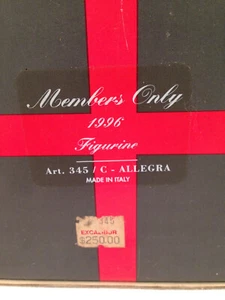 Members Only
1996
Figurine
Art. 345 / C - ALLEGRA
MADE IN ITALY
345
EXCALIBUR
$250.00